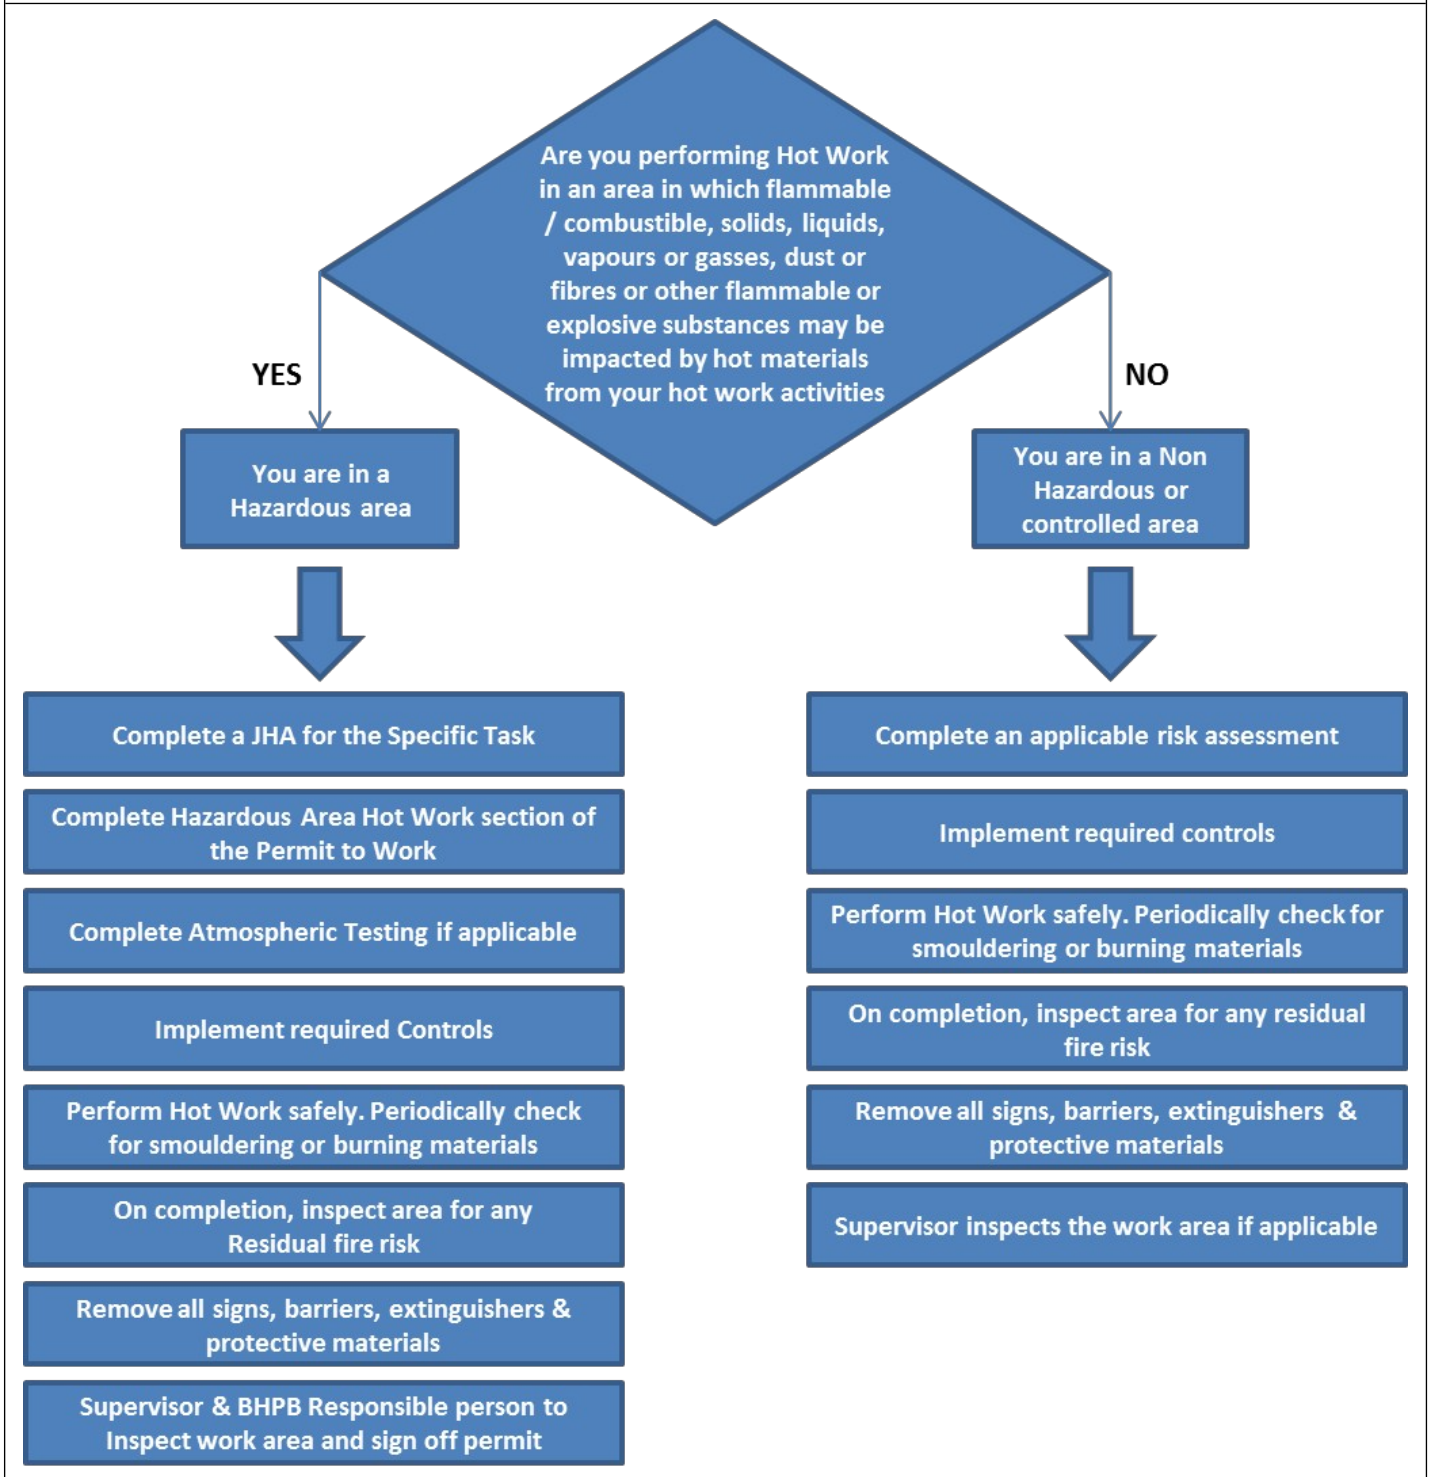 Are you performing Hot Work
in an area in which flammable
/ combustible, solids, liquids,
vapours or gasses, dust or
fibres or other flammable or
explosive substances may be
impacted by hot materials
from your hot work activities
YES
NO
You are in a
Hazardous area
You are in a Non
Hazardous or
controlled area
Complete a JHA for the Specific Task
Complete Hazardous Area Hot Work section of
the Permit to Work
Complete Atmospheric Testing if applicable
Implement required Controls
Perform Hot Work safely. Periodically check
for smouldering or burning materials
On completion, inspect area for any
Residual fire risk
Remove all signs, barriers, extinguishers &
protective materials
Supervisor & BHPB Responsible person to
Inspect work area and sign off permit
Complete an applicable risk assessment
Implement required controls
Perform Hot Work safely. Periodically check for
smouldering or burning materials
On completion, inspect area for any residual
fire risk
Remove all signs, barriers, extinguishers &
protective materials
Supervisor inspects the work area if applicable